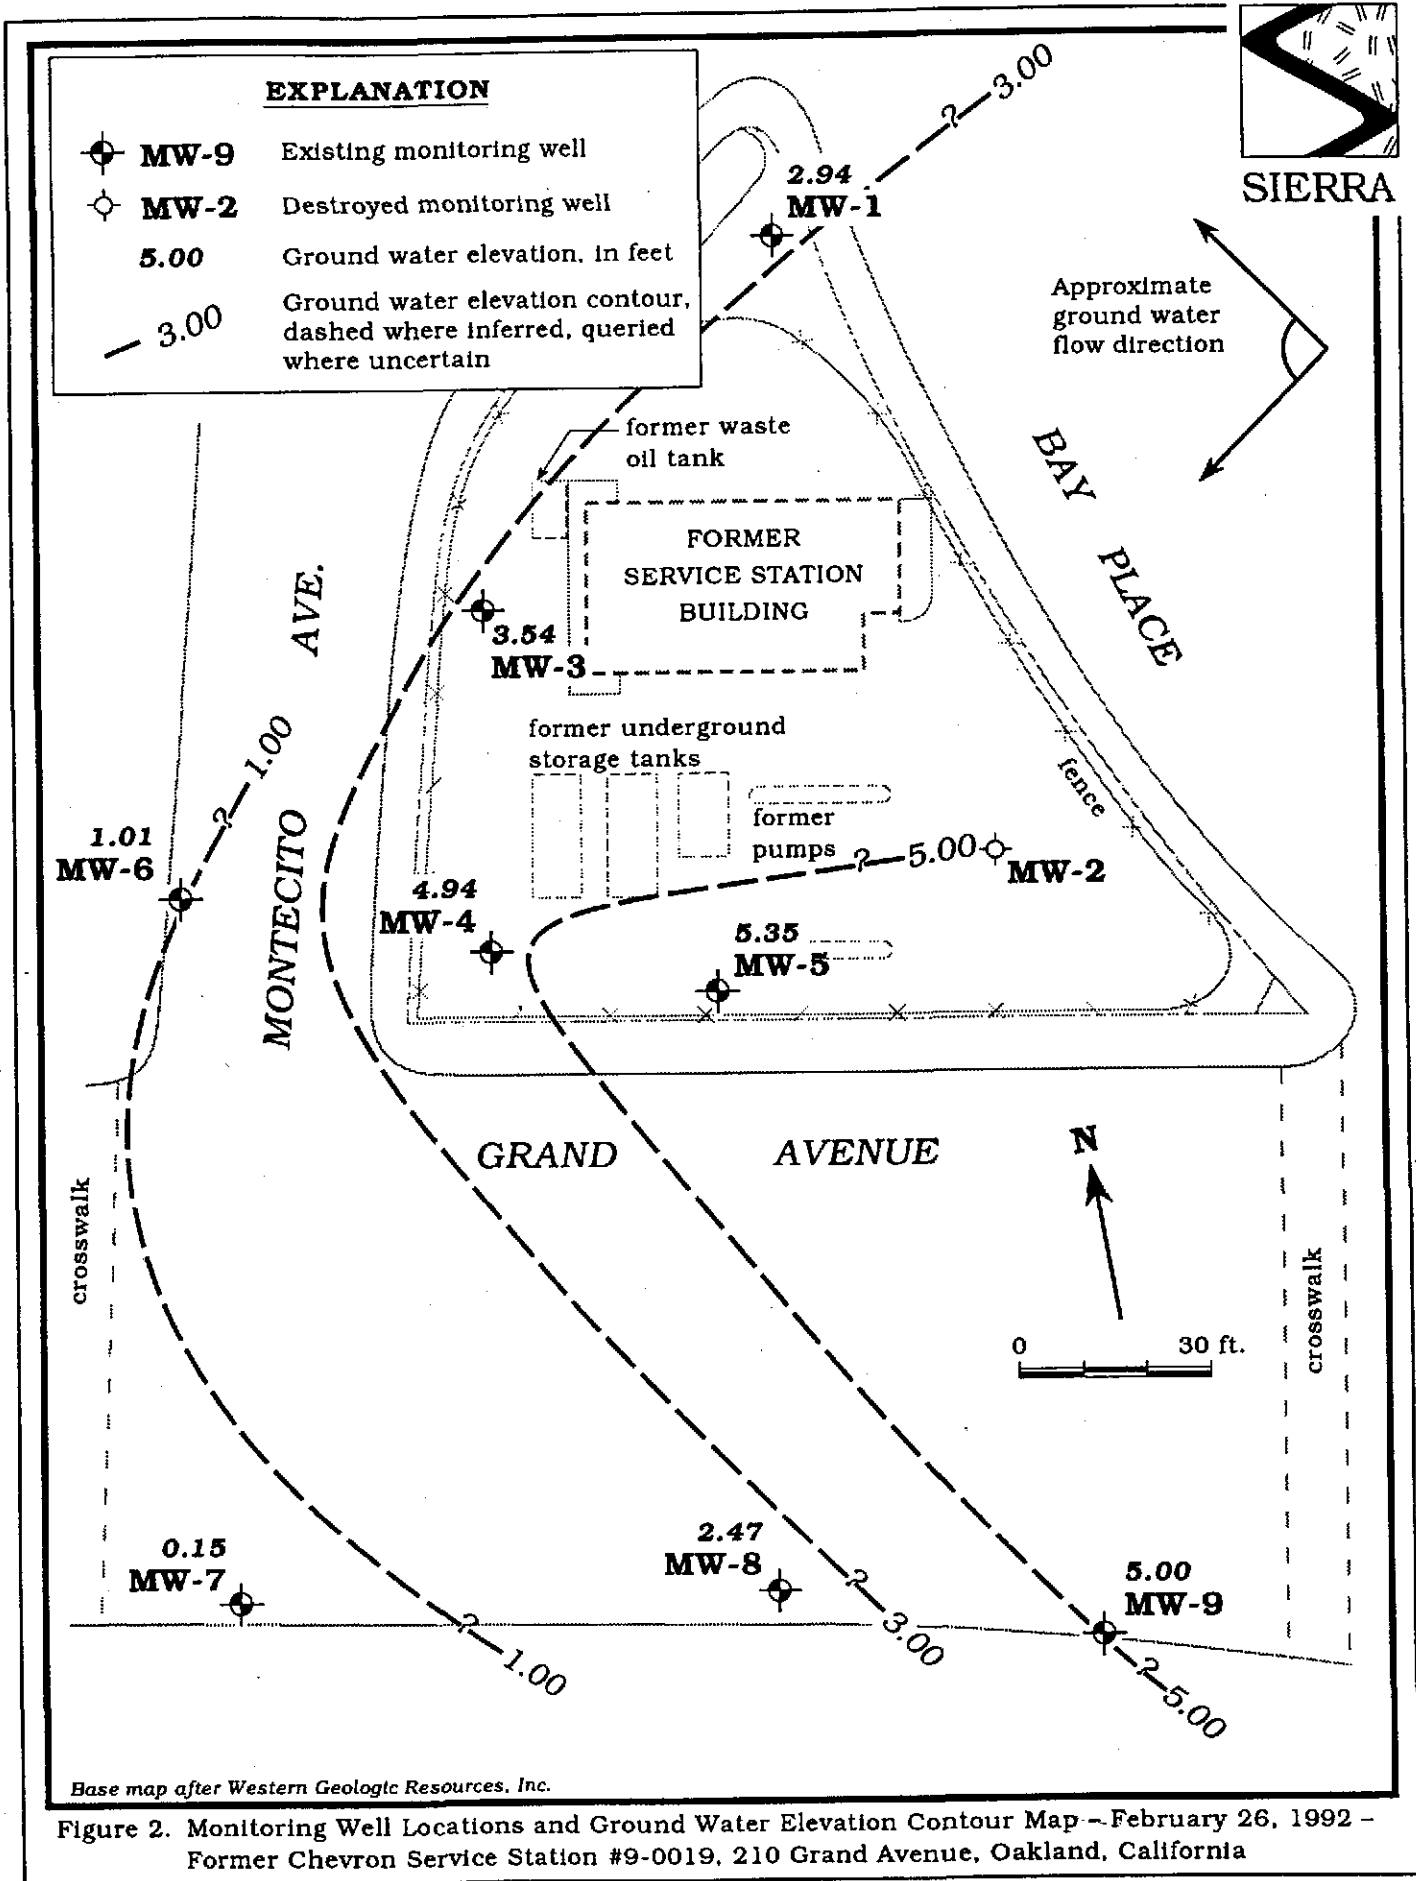 EXPLANATION
MW-9 Existing monitoring well
MW-2 Destroyed monitoring well
5.00 Ground water elevation, in feet
3.00 Ground water elevation contour,
dashed where inferred, queried
where uncertain
SIERRA
? 3.00
2.94
MW-1
Approximate
ground water
flow direction
former waste
oil tank
BAY PLACE
FORMER
SERVICE STATION
BUILDING
3.54
MW-3
MONTECITO AVE.
former underground
storage tanks
fence
? 1.00
former
pumps
? 5.00
MW-2
1.01
MW-6
4.94
MW-4
5.35
MW-5
GRAND AVENUE
N
crosswalk
crosswalk
0 30 ft.
0.15
MW-7
2.47
MW-8
5.00
MW-9
? 1.00
? 3.00
? 5.00
Base map after Western Geologic Resources, Inc.
Figure 2. Monitoring Well Locations and Ground Water Elevation Contour Map -- February 26, 1992 –
Former Chevron Service Station #9-0019, 210 Grand Avenue, Oakland, California